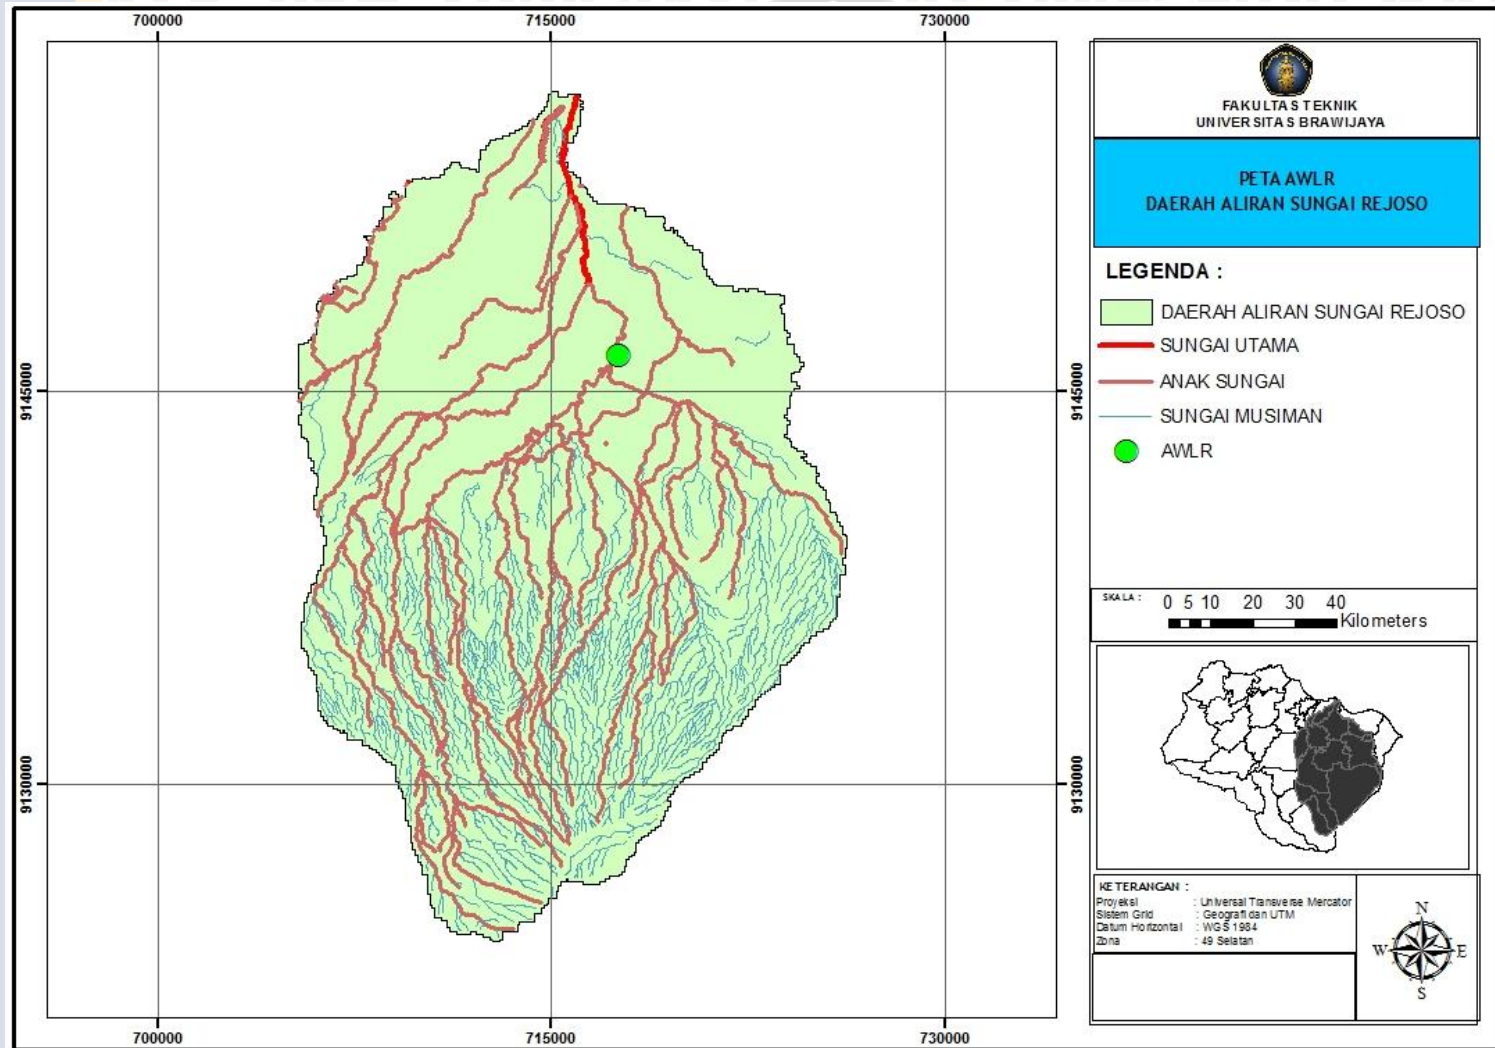 700000
715000
730000
9145000
9145000
9130000
9130000
700000
715000
730000
FAKULTAS TEKNIK
UNIVERSITAS BRAWIJAYA
PETA AWLR
DAERAH ALIRAN SUNGAI REJOSO
LEGENDA :
DAERAH ALIRAN SUNGAI REJOSO
SUNGAI UTAMA
ANAK SUNGAI
SUNGAI MUSIMAN
AWLR
SKALA : 0 5 10 20 30 40
Kilometers
KETERANGAN :
Proyeksi : Universal Transverse Mercator
Sistem Grid : Geografi dan UTM
Datum Horizontal : WGS 1984
Zona : 49 Selatan
N
W E
S